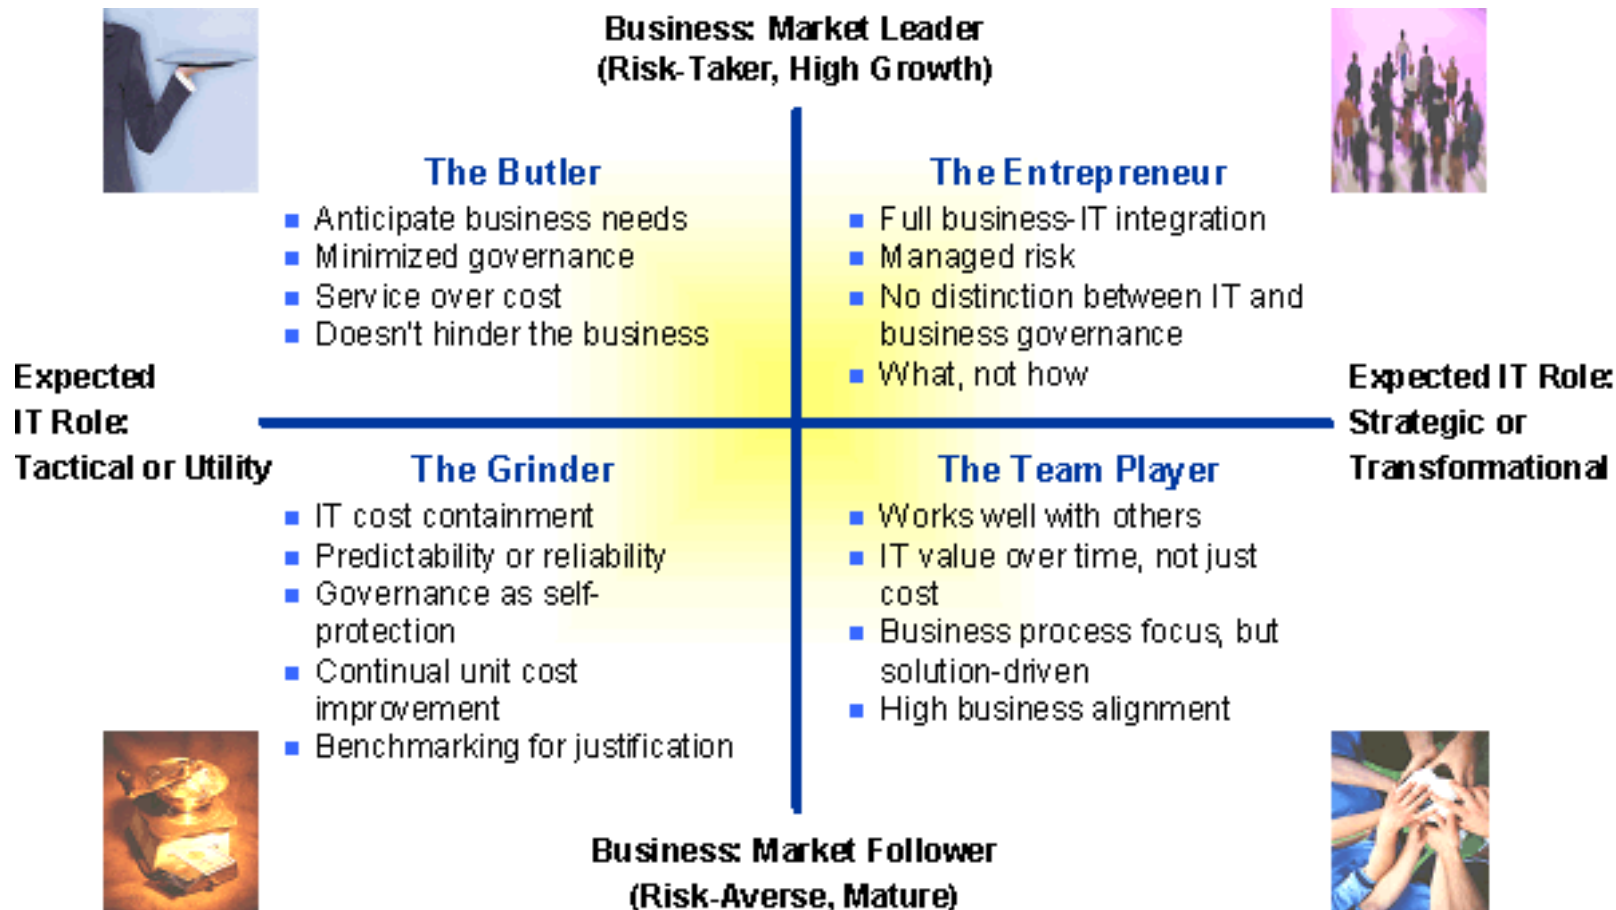 Business: Market Leader
(Risk-Taker, High Growth)
The Butler
Anticipate business needs
Minimized governance
Service over cost
Doesn't hinder the business
The Entrepreneur
Full business-IT integration
Managed risk
No distinction between IT and
business governance
What, not how
Expected
IT Role:
Tactical or Utility
Expected IT Role:
Strategic or
Transformational
The Grinder
IT cost containment
Predictability or reliability
Governance as self-
protection
Continual unit cost
improvement
Benchmarking for justification
The Team Player
Works well with others
IT value over time, not just
cost
Business process focus, but
solution-driven
High business alignment
Business: Market Follower
(Risk-Averse, Mature)